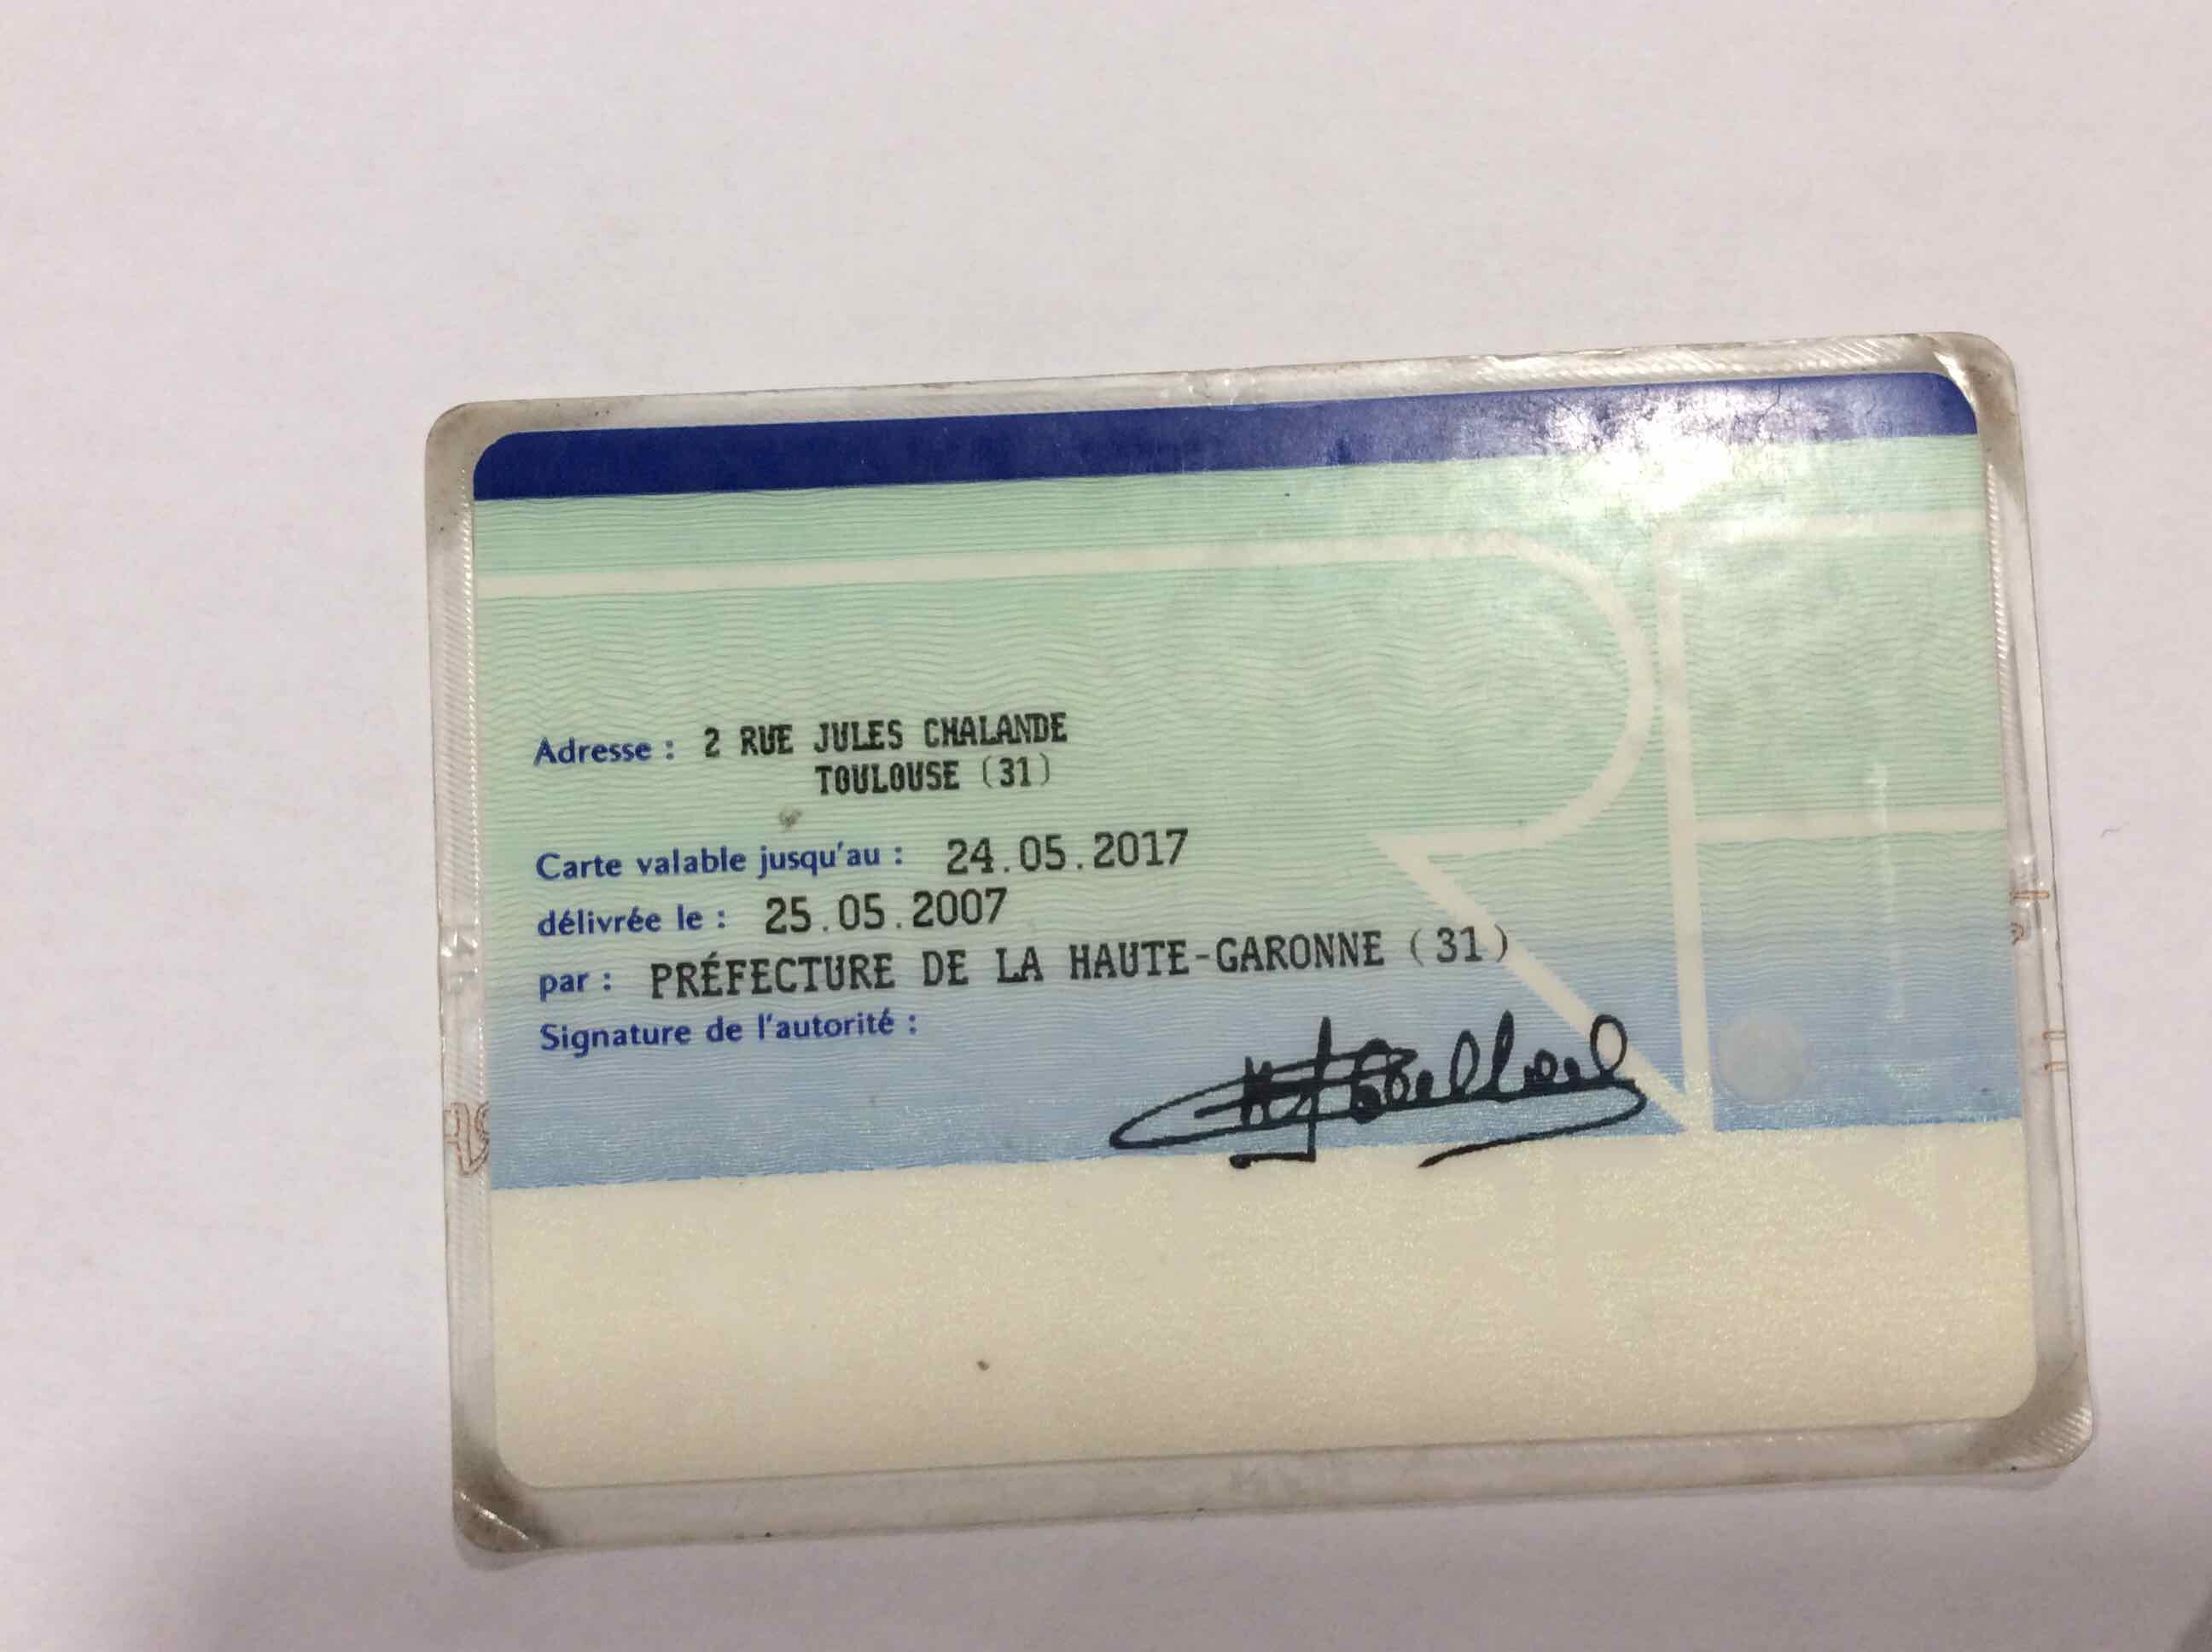 Adresse : 2 RUE JULES CHALANDE
TOULOUSE (31)
Carte valable jusqu'au : 24.05.2017
délivrée le : 25.05.2007
par : PRÉFECTURE DE LA HAUTE-GARONNE (31)
Signature de l'autorité :
RF